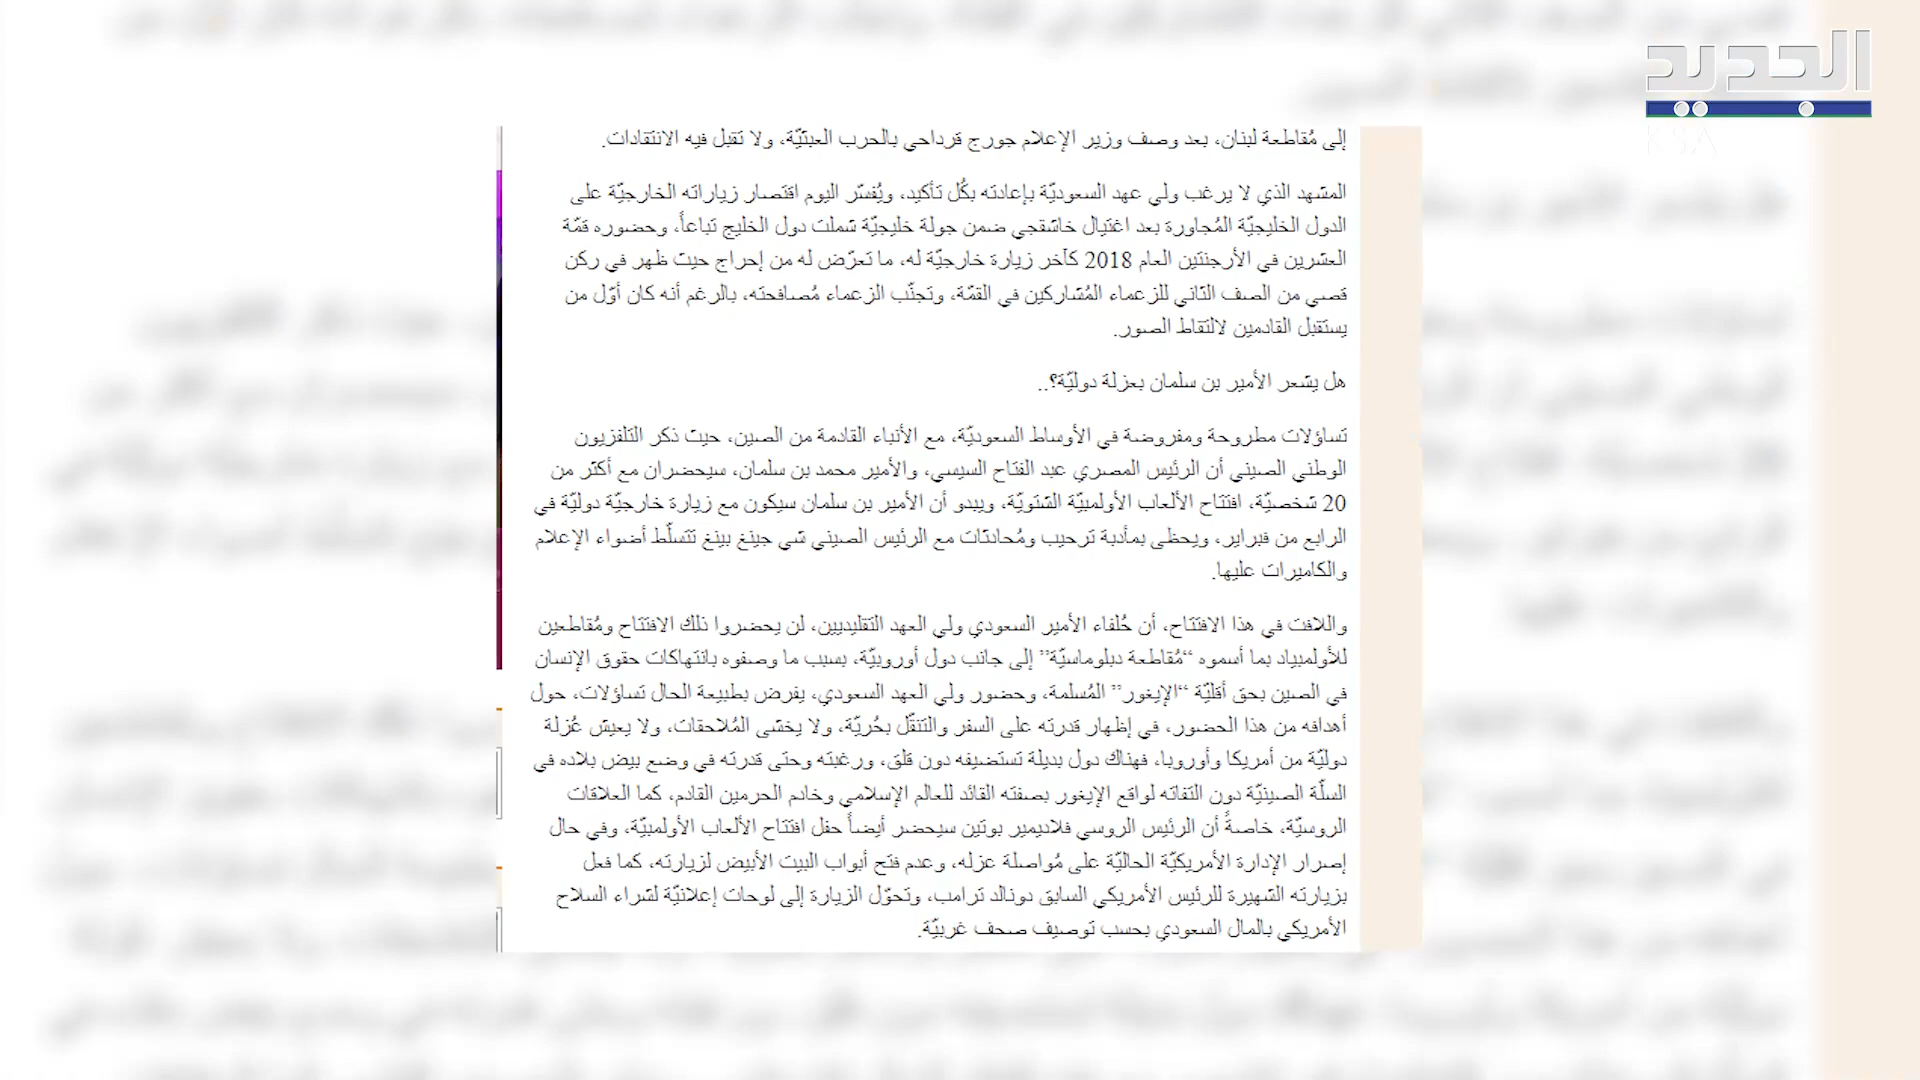 الجديد
KSA
إلى مُقاطعة لبنان، بعد وصف وزير الإعلام جورج قرداحي بالحرب العبثيّة، ولا تقبل فيه الانتقادات.
المشهد الذي لا يرغب ولي عهد السعوديّة بإعادته بكُل تأكيد، ويُفسّر اليوم اقتصار زياراته الخارجيّة على
الدول الخليجيّة المُجاورة بعد اغتيال خاشقجي ضمن جولة خليجيّة شملت دول الخليج تباعاً، وحضوره قمّة
العشرين في الأرجنتين العام 2018 كآخر زيارة خارجيّة له، ما تعرّض له من إحراج حيث ظهر في ركن
قصي من الصف الثاني للزعماء المُشاركين في القمّة، وتجنّب الزعماء مُصافحته، بالرغم أنه كان أوّل من
يستقبل القادمين لالتقاط الصور.
هل يشعر الأمير بن سلمان بعزلة دوليّة؟..
تساؤلات مطروحة ومفروضة في الأوساط السعوديّة، مع الأنباء القادمة من الصين، حيث ذكر التلفزيون
الوطني الصيني أن الرئيس المصري عبد الفتاح السيسي، والأمير محمد بن سلمان، سيحضران مع أكثر من
20 شخصيّة، افتتاح الألعاب الأولمبيّة الشتويّة، ويبدو أن الأمير بن سلمان سيكون مع زيارة خارجيّة دوليّة في
الرابع من فبراير، ويحظى بمأدبة ترحيب ومُحادثات مع الرئيس الصيني شي جينغ بينغ تتسلّط أضواء الإعلام
والكاميرات عليها.
واللافت في هذا الافتتاح، أن حُلفاء الأمير السعودي ولي العهد التقليديين، لن يحضروا ذلك الافتتاح ومُقاطعين
للأولمبياد بما أسموه “مُقاطعة دبلوماسيّة” إلى جانب دول أوروبيّة، بسبب ما وصفوه بانتهاكات حقوق الإنسان
في الصين بحق أقليّة “الإيغور” المُسلمة، وحضور ولي العهد السعودي، يفرض بطبيعة الحال تساؤلات، حول
أهدافه من هذا الحضور، في إظهار قدرته على السفر والتنقّل بحُريّة، ولا يخشى المُلاحقات، ولا يعيش عُزلة
دوليّة من أمريكا وأوروبا، فهناك دول بديلة تستضيفه دون قلق، ورغبته وحتى قدرته في وضع بيض بلاده في
السلّة الصينيّة دون التفاته لواقع الإيغور بصفته القائد للعالم الإسلامي وخادم الحرمين القادم، كما العلاقات
الروسيّة، خاصةً أن الرئيس الروسي فلاديمير بوتين سيحضر أيضاً حفل افتتاح الألعاب الأولمبيّة، وفي حال
إصرار الإدارة الأمريكيّة الحاليّة على مُواصلة عزله، وعدم فتح أبواب البيت الأبيض لزيارته، كما فعل
بزيارته الشهيرة للرئيس الأمريكي السابق دونالد ترامب، وتحوّل الزيارة إلى لوحات إعلانيّة لشراء السلاح
الأمريكي بالمال السعودي بحسب توصيف صحف غربيّة.